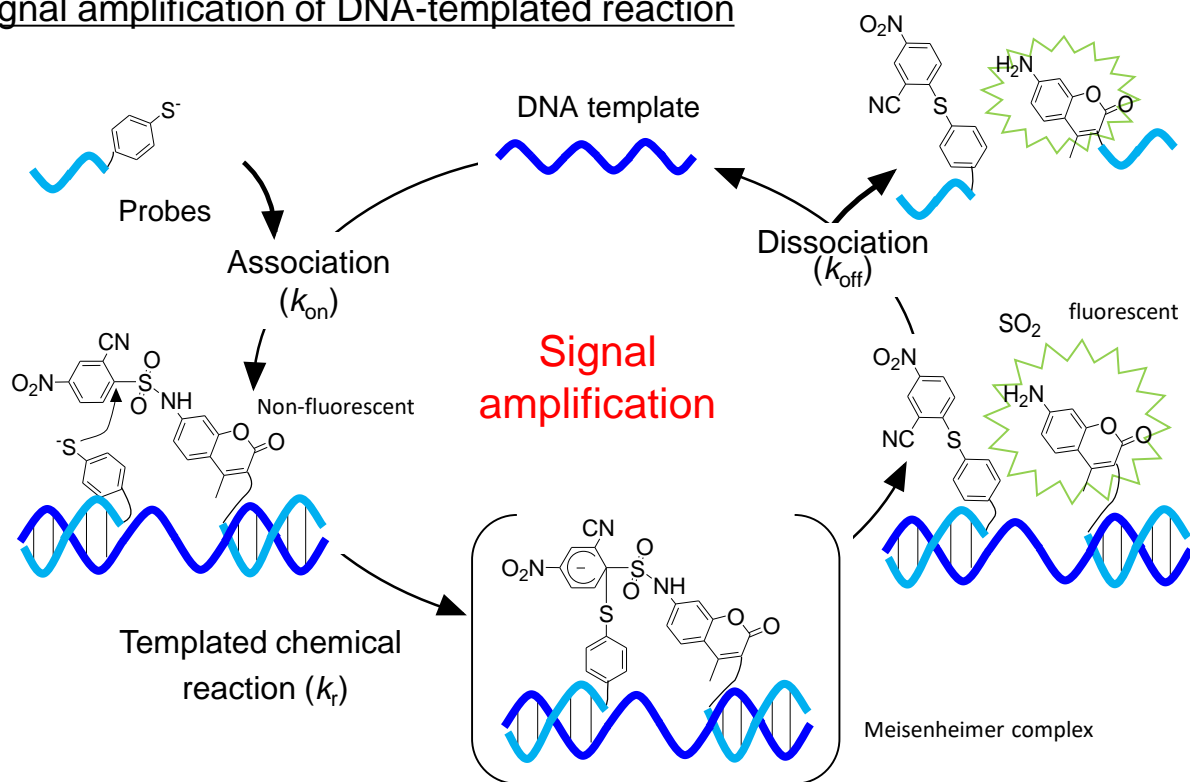 gnal amplification of DNA-templated reaction
S-
Probes
DNA template
Association
(kon)
Dissociation
(koff)
O2N
NC
S
H2N
O
O
CN
O2N
O
S
O
NH
-S
O
O
Non-fluorescent
Signal
amplification
SO2
fluorescent
O2N
NC
S
H2N
O
O
Templated chemical
reaction (kr)
CN
O2N
−
O
S
O
NH
S
O
O
Meisenheimer complex